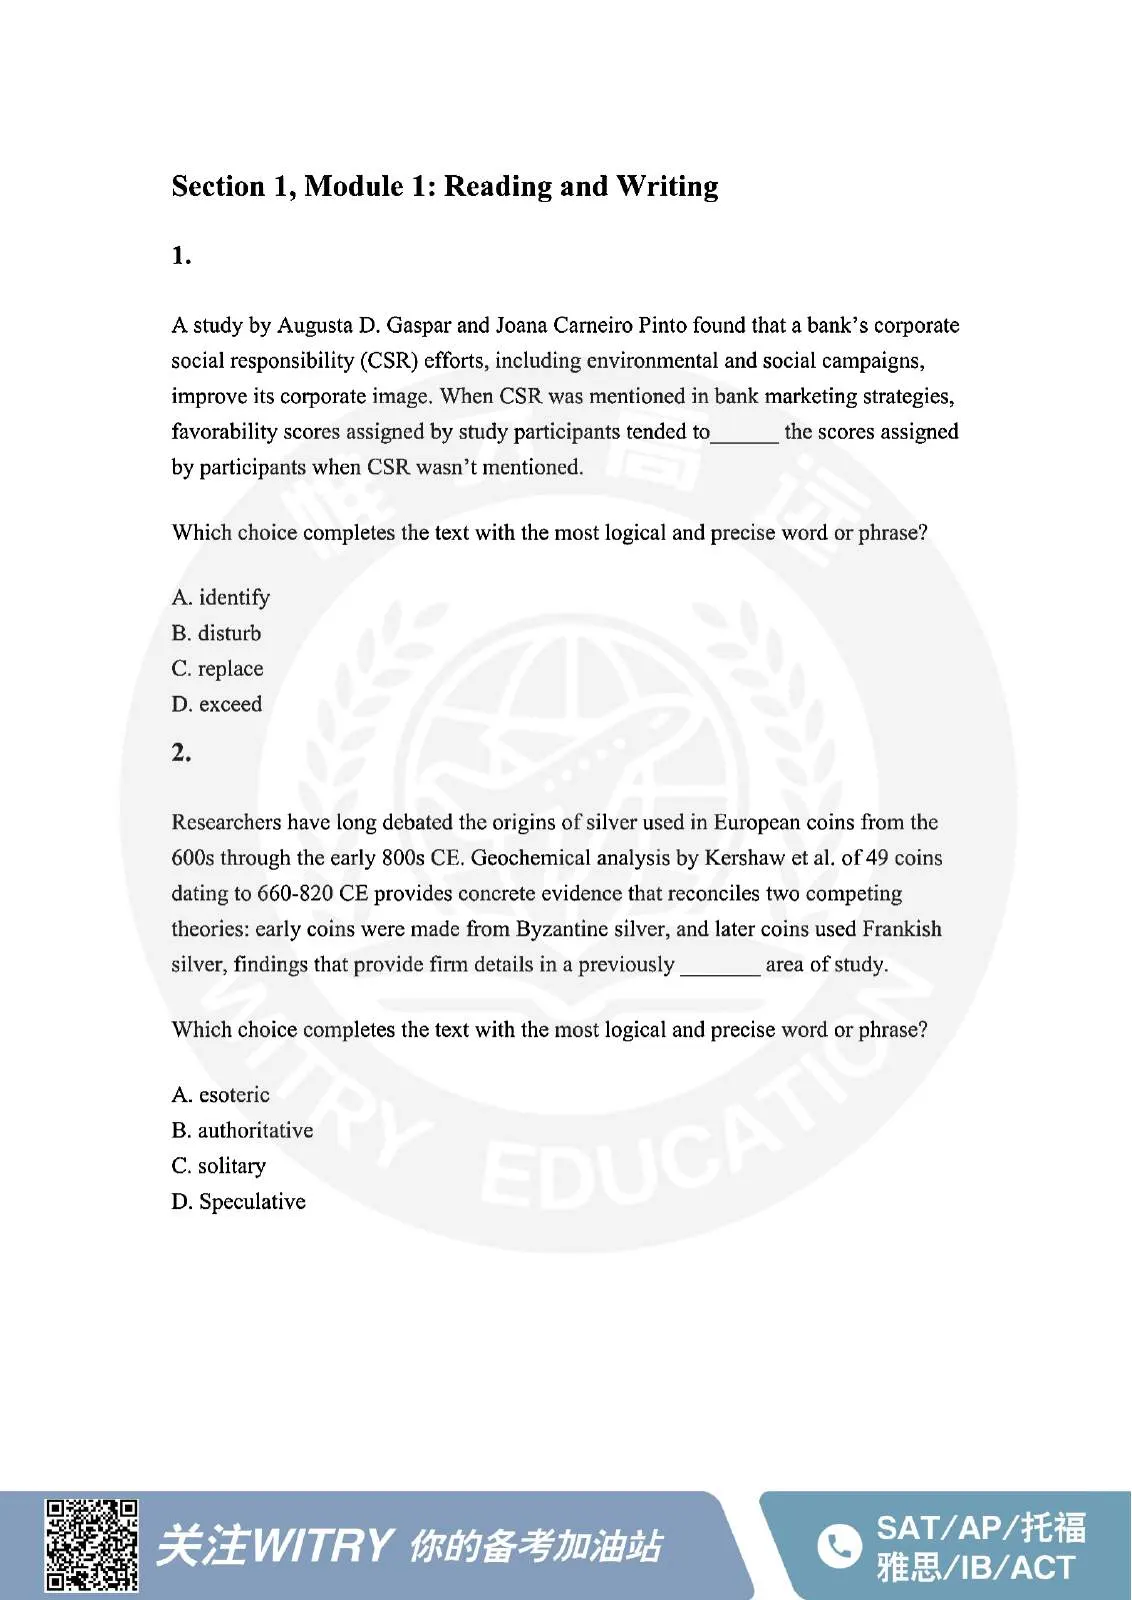 Section 1, Module 1: Reading and Writing
1.
A study by Augusta D. Gaspar and Joana Carneiro Pinto found that a bank's corporate
social responsibility (CSR) efforts, including environmental and social campaigns,
improve its corporate image. When CSR was mentioned in bank marketing strategies,
favorability scores assigned by study participants tended to______ the scores assigned
by participants when CSR wasn't mentioned.
Which choice completes the text with the most logical and precise word or phrase?
A. identify
B. disturb
C. replace
D. exceed
2.
Researchers have long debated the origins of silver used in European coins from the
600s through the early 800s CE. Geochemical analysis by Kershaw et al. of 49 coins
dating to 660-820 CE provides concrete evidence that reconciles two competing
theories: early coins were made from Byzantine silver, and later coins used Frankish
silver, findings that provide firm details in a previously _______ area of study.
Which choice completes the text with the most logical and precise word or phrase?
A. esoteric
B. authoritative
C. solitary
D. Speculative
WITRY EDUCATION
关注WITRY 你的备考加油站
SAT/AP/托福
雅思/IB/ACT